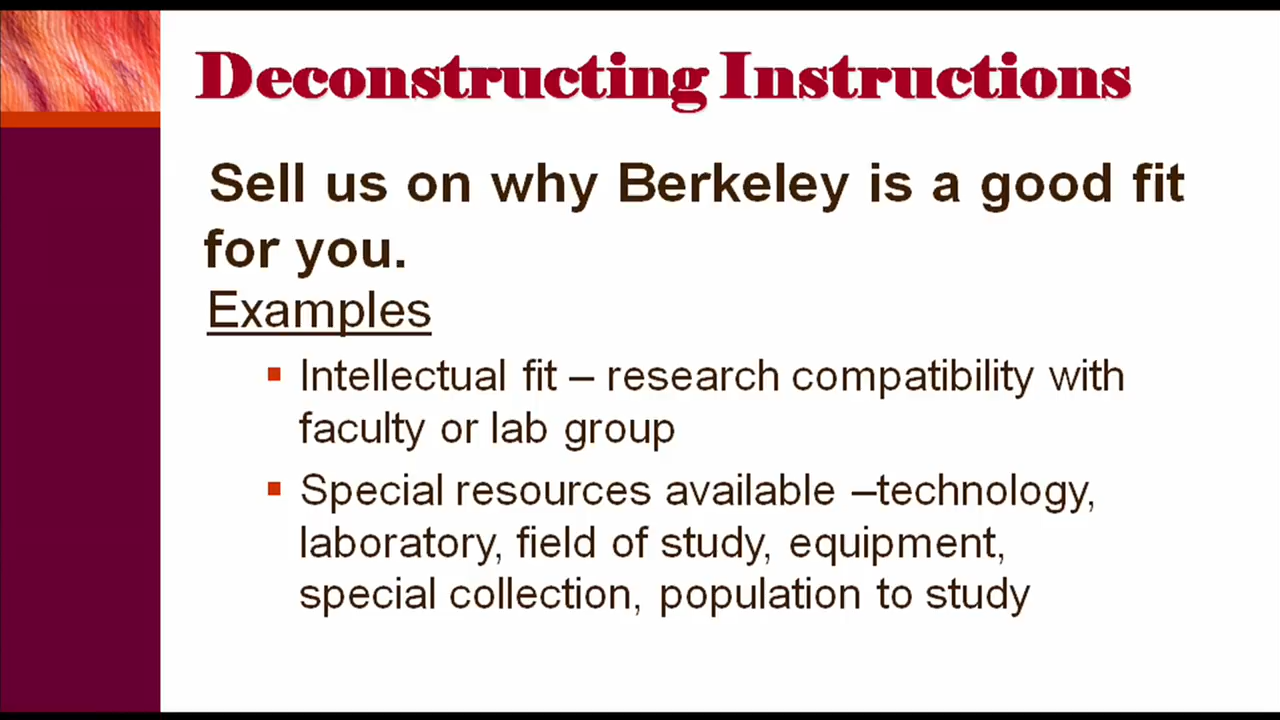 Deconstructing Instructions
Sell us on why Berkeley is a good fit
for you.
Examples
▪ Intellectual fit – research compatibility with
faculty or lab group
▪ Special resources available –technology,
laboratory, field of study, equipment,
special collection, population to study